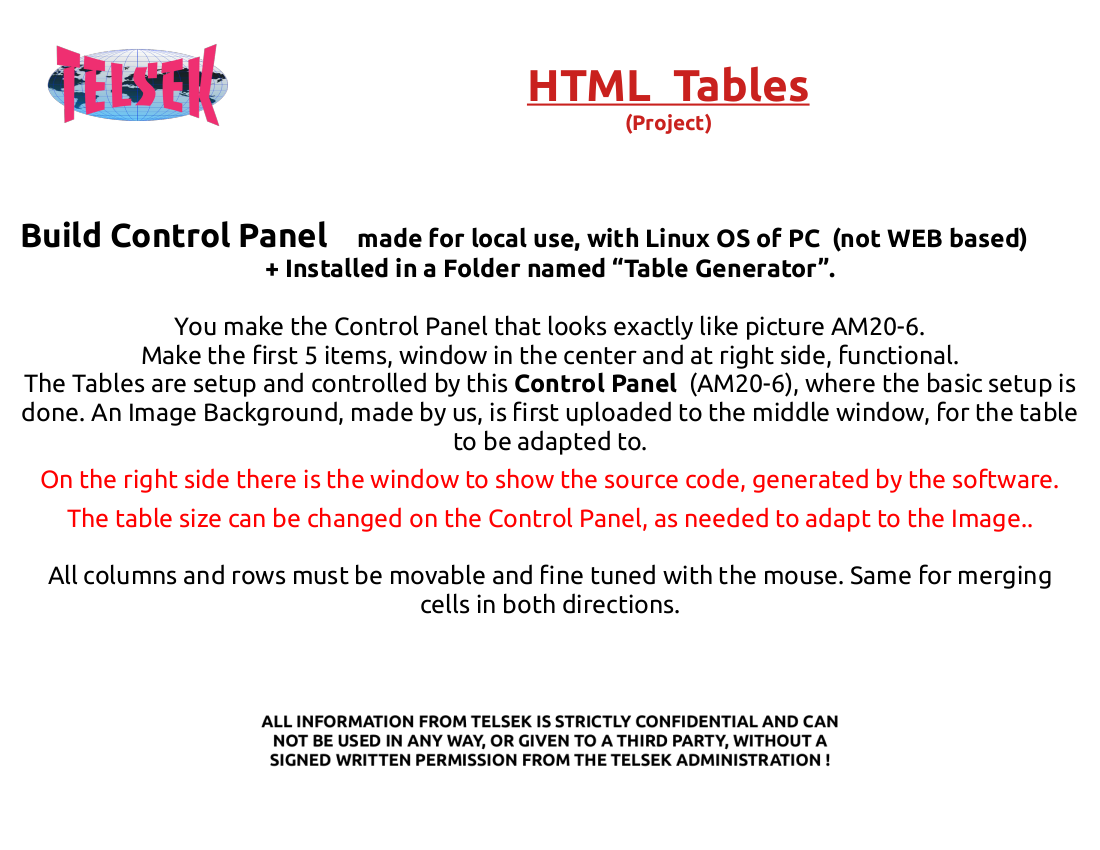 TELSEK
HTML Tables
(Project)
Build Control Panel made for local use, with Linux OS of PC (not WEB based)
+ Installed in a Folder named “Table Generator”.
You make the Control Panel that looks exactly like picture AM20-6.
Make the first 5 items, window in the center and at right side, functional.
The Tables are setup and controlled by this Control Panel (AM20-6), where the basic setup is
done. An Image Background, made by us, is first uploaded to the middle window, for the table
to be adapted to.
On the right side there is the window to show the source code, generated by the software.
The table size can be changed on the Control Panel, as needed to adapt to the Image..
All columns and rows must be movable and fine tuned with the mouse. Same for merging
cells in both directions.
ALL INFORMATION FROM TELSEK IS STRICTLY CONFIDENTIAL AND CAN
NOT BE USED IN ANY WAY, OR GIVEN TO A THIRD PARTY, WITHOUT A
SIGNED WRITTEN PERMISSION FROM THE TELSEK ADMINISTRATION !